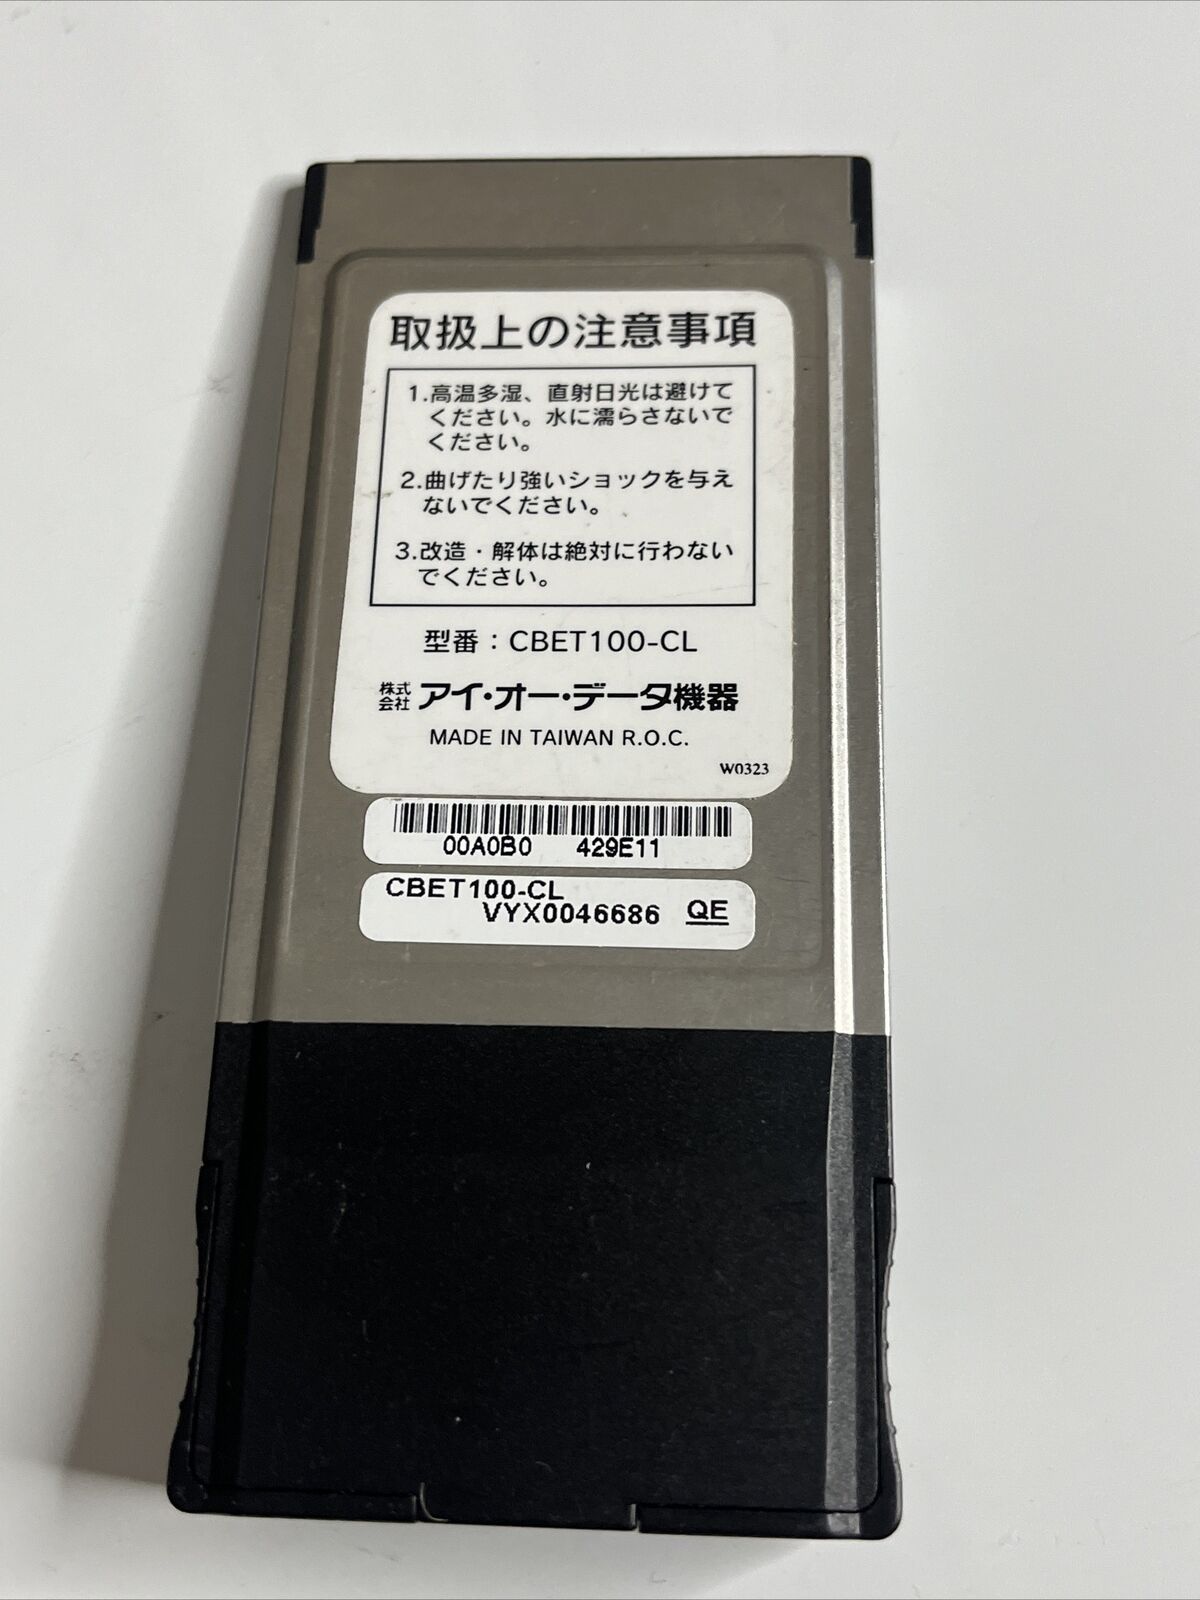 取扱上の注意事項
1.高温多湿、直射日光は避けて
ください。水に濡らさないで
ください。
2.曲げたり強いショックを与え
ないでください。
3.改造・解体は絶対に行わない
でください。
型番：CBET100-CL
株式会社 アイ・オー・データ機器
MADE IN TAIWAN R.O.C.
W0323
00A0B0 429E11
CBET100-CL
VYX0046686 QE